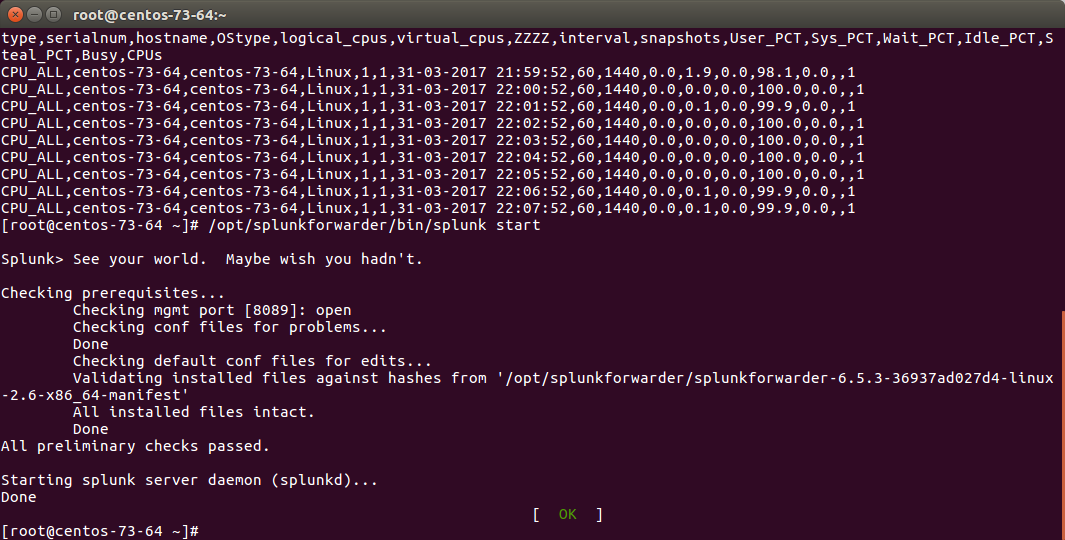 root@centos-73-64:~
type,serialnum,hostname,OStype,logical_cpus,virtual_cpus,ZZZZ,interval,snapshots,User_PCT,Sys_PCT,Wait_PCT,Idle_PCT,S
teal_PCT,Busy,CPUs
CPU_ALL,centos-73-64,centos-73-64,Linux,1,1,31-03-2017 21:59:52,60,1440,0.0,1.9,0.0,98.1,0.0,,1
CPU_ALL,centos-73-64,centos-73-64,Linux,1,1,31-03-2017 22:00:52,60,1440,0.0,0.0,0.0,100.0,0.0,,1
CPU_ALL,centos-73-64,centos-73-64,Linux,1,1,31-03-2017 22:01:52,60,1440,0.0,0.1,0.0,99.9,0.0,,1
CPU_ALL,centos-73-64,centos-73-64,Linux,1,1,31-03-2017 22:02:52,60,1440,0.0,0.0,0.0,100.0,0.0,,1
CPU_ALL,centos-73-64,centos-73-64,Linux,1,1,31-03-2017 22:03:52,60,1440,0.0,0.0,0.0,100.0,0.0,,1
CPU_ALL,centos-73-64,centos-73-64,Linux,1,1,31-03-2017 22:04:52,60,1440,0.0,0.0,0.0,100.0,0.0,,1
CPU_ALL,centos-73-64,centos-73-64,Linux,1,1,31-03-2017 22:05:52,60,1440,0.0,0.0,0.0,100.0,0.0,,1
CPU_ALL,centos-73-64,centos-73-64,Linux,1,1,31-03-2017 22:06:52,60,1440,0.0,0.1,0.0,99.9,0.0,,1
CPU_ALL,centos-73-64,centos-73-64,Linux,1,1,31-03-2017 22:07:52,60,1440,0.0,0.1,0.0,99.9,0.0,,1
[root@centos-73-64 ~]# /opt/splunkforwarder/bin/splunk start
Splunk> See your world.  Maybe wish you hadn't.
Checking prerequisites...
Checking mgmt port [8089]: open
Checking conf files for problems...
Done
Checking default conf files for edits...
Validating installed files against hashes from '/opt/splunkforwarder/splunkforwarder-6.5.3-36937ad027d4-linux
-2.6-x86_64-manifest'
All installed files intact.
Done
All preliminary checks passed.
Starting splunk server daemon (splunkd)...
Done
[  OK  ]
[root@centos-73-64 ~]#